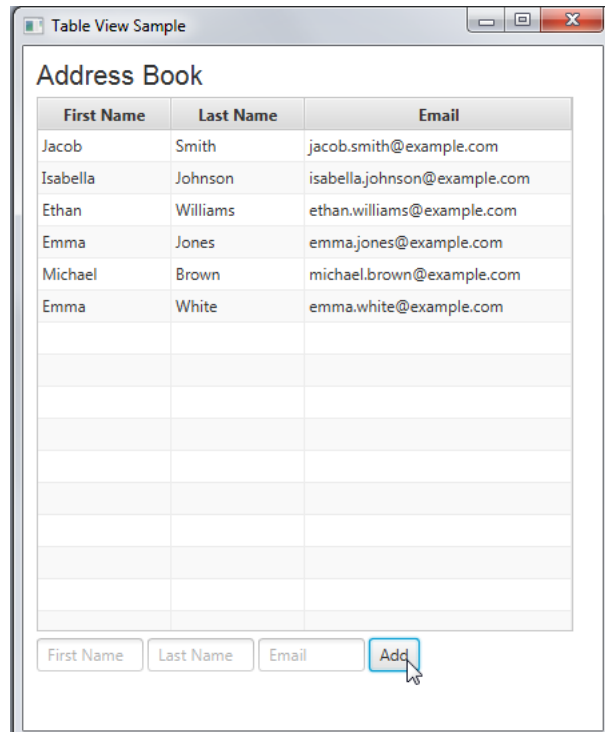 Table View Sample
Address Book
First Name Last Name Email
Jacob Smith jacob.smith@example.com
Isabella Johnson isabella.johnson@example.com
Ethan Williams ethan.williams@example.com
Emma Jones emma.jones@example.com
Michael Brown michael.brown@example.com
Emma White emma.white@example.com
First Name Last Name Email Add